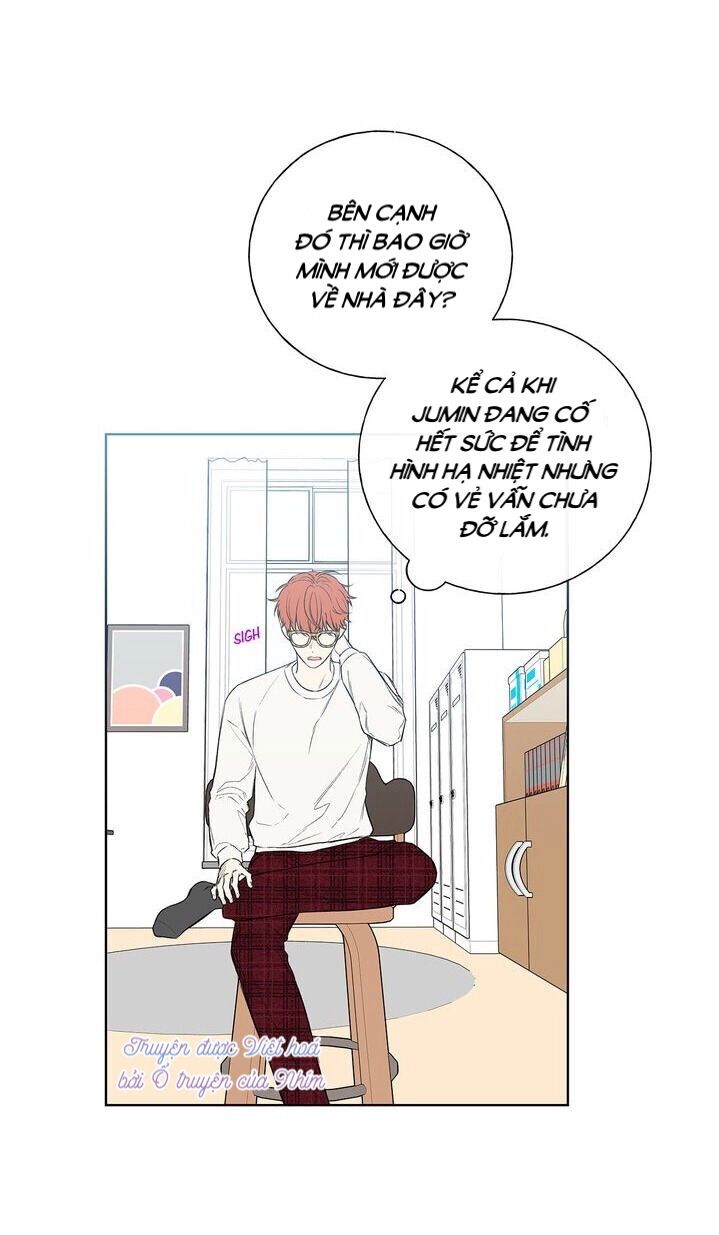 BÊN CẠNH
ĐÓ THÌ BAO GIỜ
MÌNH MỚI ĐƯỢC
VỀ NHÀ ĐÂY?
KỂ CẢ KHI
JUMIN ĐANG CỐ
HẾT SỨC ĐỂ TÌNH
HÌNH HẠ NHIỆT NHƯNG
CÓ VẺ VẪN CHƯA
ĐỠ LẮM.
SIGH
Truyện được Việt hoá
bởi Ổ truyện của Nhím